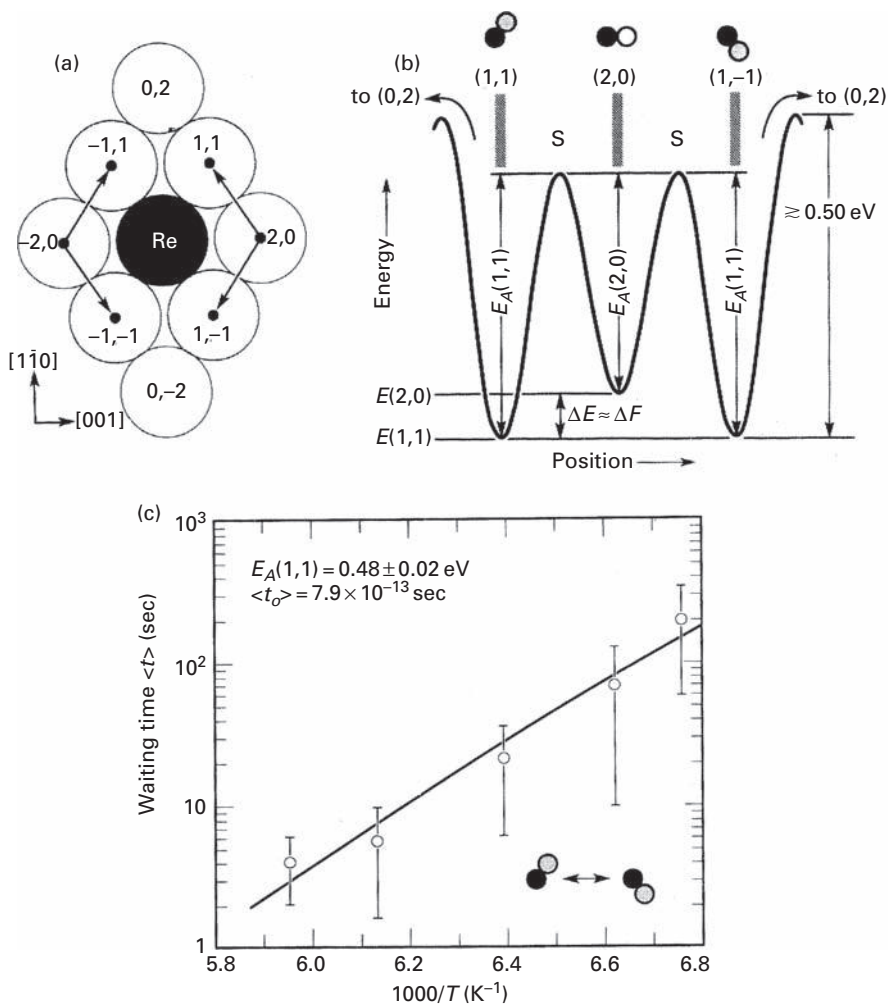 (a)
0,2
-1,1
1,1
-2,0
Re
2,0
-1,-1
1,-1
0,-2
[11̄0]
[001]
(b)
(1,1)
(2,0)
(1,-1)
to (0,2)
to (0,2)
S
S
Energy
E_A(1,1)
E_A(2,0)
E_A(1,1)
≳ 0.50 eV
E(2,0)
E(1,1)
ΔE ≈ ΔF
Position
(c)
E_A(1,1) = 0.48 ± 0.02 eV
<t_o> = 7.9 × 10⁻¹³ sec
Waiting time <t> (sec)
10³
10²
10
1
5.8
6.0
6.2
6.4
6.6
6.8
1000/T (K⁻¹)